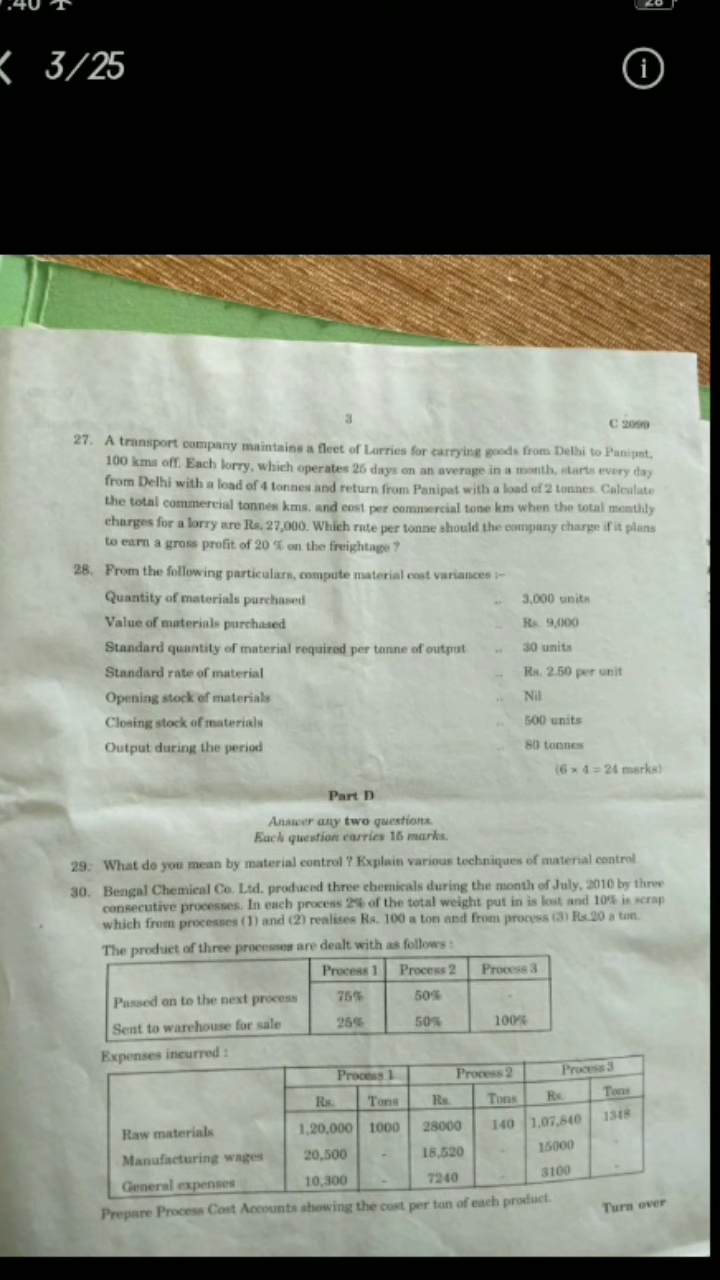 3/25
i
3
C 2099
27. A transport company maintains a fleet of Lorries for carrying goods from Delhi to Panipat,
100 kms off. Each lorry, which operates 26 days on an average in a month, starts every day
from Delhi with a load of 4 tonnes and return from Panipat with a load of 2 tonnes. Calculate
the total commercial tonnes kms. and cost per commercial tone km when the total monthly
charges for a lorry are Rs. 27,000. Which rate per tonne should the company charge if it plans
to earn a gross profit of 20 % on the freightage ?
28. From the following particulars, compute material cost variances :–
Quantity of materials purchased .. 3,000 units
Value of materials purchased .. Rs. 9,000
Standard quantity of material required per tonne of output .. 30 units
Standard rate of material .. Rs. 2.50 per unit
Opening stock of materials .. Nil
Closing stock of materials .. 500 units
Output during the period .. 80 tonnes
(6 × 4 = 24 marks)
Part D
Answer any two questions.
Each question carries 15 marks.
29. What do you mean by material control ? Explain various techniques of material control
30. Bengal Chemical Co. Ltd. produced three chemicals during the month of July, 2010 by three
consecutive processes. In each process 2% of the total weight put in is lost and 10% is scrap
which from processes (1) and (2) realises Rs. 100 a ton and from process (3) Rs.20 a ton.
The product of three processes are dealt with as follows :
Process 1 Process 2 Process 3
Passed on to the next process 75% 50% -
Sent to warehouse for sale 25% 50% 100%
Expenses incurred :
Process 1 Process 2 Process 3
Rs. Tons Rs. Tons Rs. Tons
Raw materials 1,20,000 1000 28000 140 1,07,840 1348
Manufacturing wages 20,500 - 18,520 - 15000 -
General expenses 10,300 - 7240 - 3100 -
Prepare Process Cost Accounts showing the cost per ton of each product.
Turn over